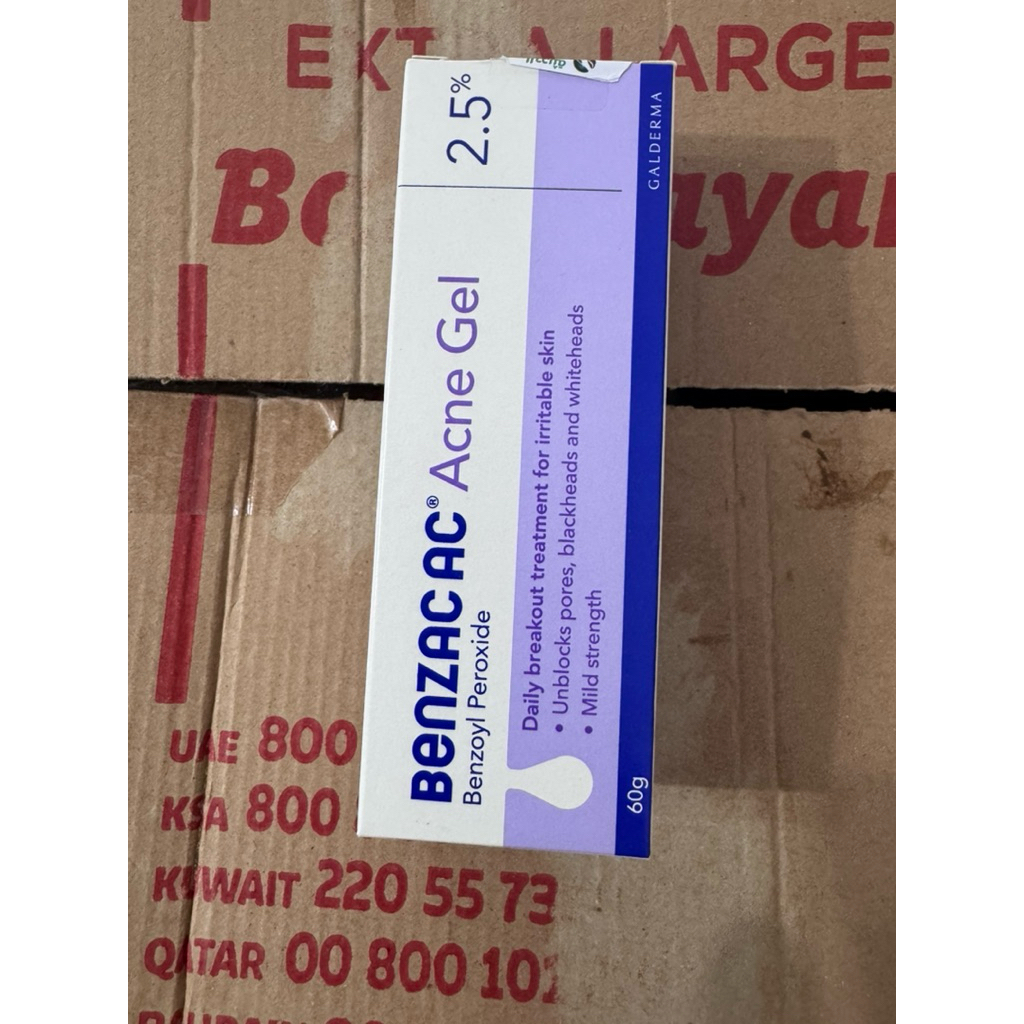 BENZAC AC® Acne Gel
2.5%
Benzoyl Peroxide
Daily breakout treatment for irritable skin
• Unblocks pores, blackheads and whiteheads
• Mild strength
60g
GALDERMA
UAE 800
KSA 800
KUWAIT 220 55 73
QATAR 00 800 101